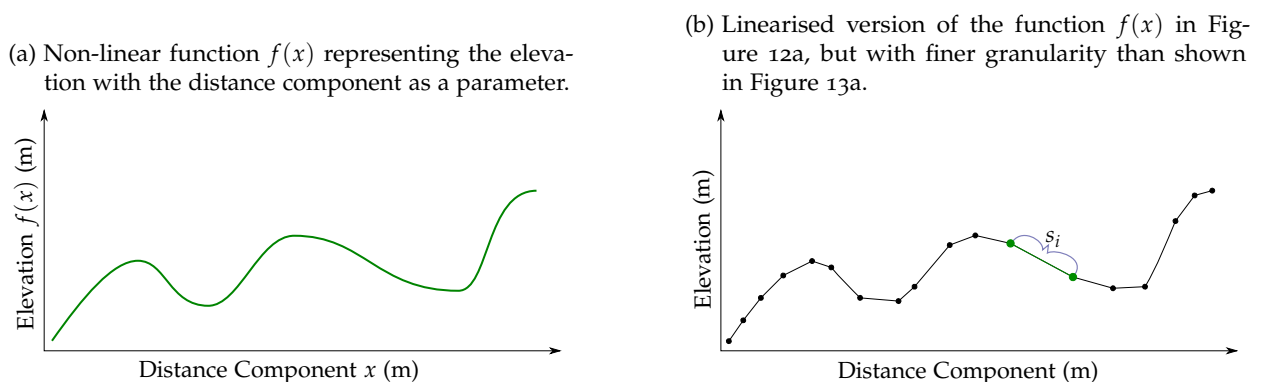 (a) Non-linear function f(x) representing the eleva-
tion with the distance component as a parameter.
Elevation f(x) (m)
Distance Component x (m)
(b) Linearised version of the function f(x) in Fig-
ure 12a, but with finer granularity than shown
in Figure 13a.
Elevation (m)
s_i
Distance Component (m)